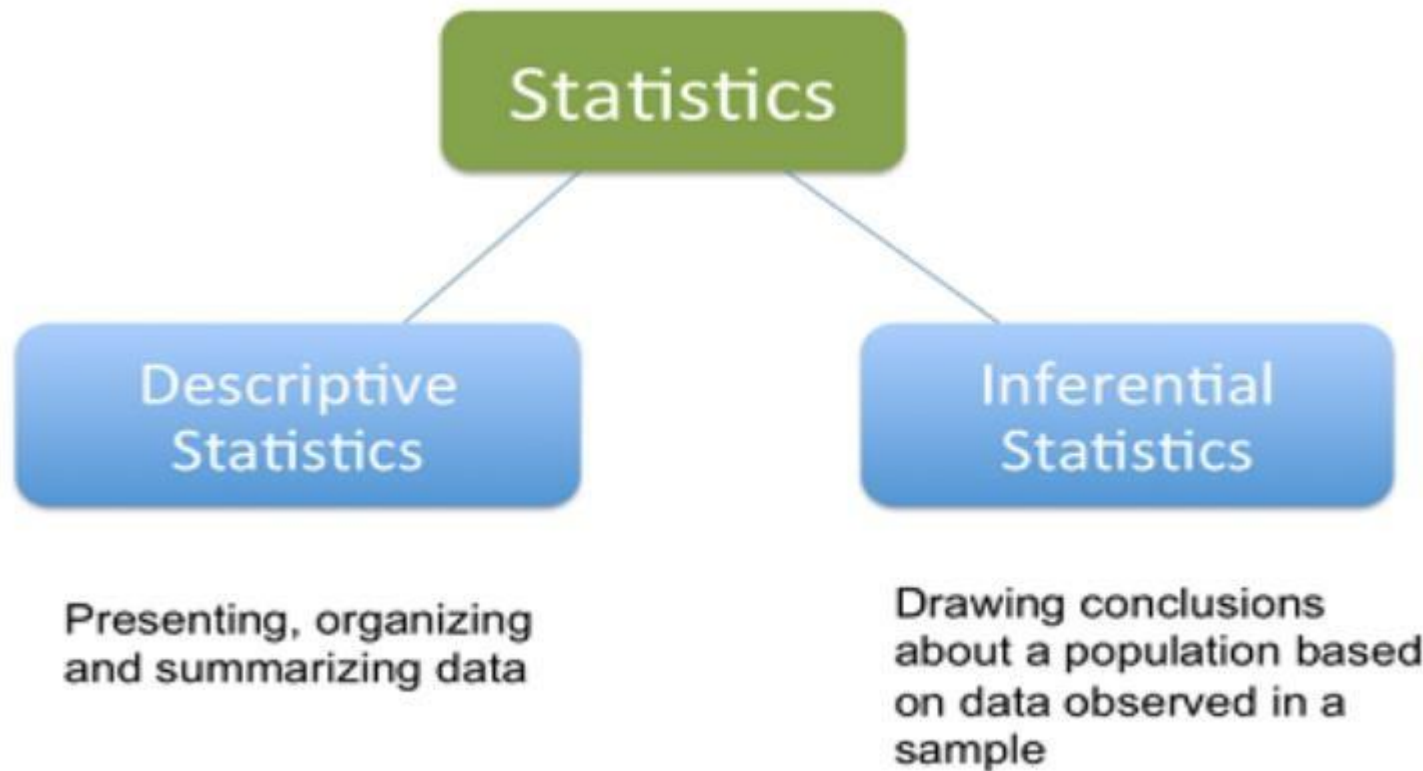 Statistics
Descriptive
Statistics
Inferential
Statistics
Presenting, organizing
and summarizing data
Drawing conclusions
about a population based
on data observed in a
sample